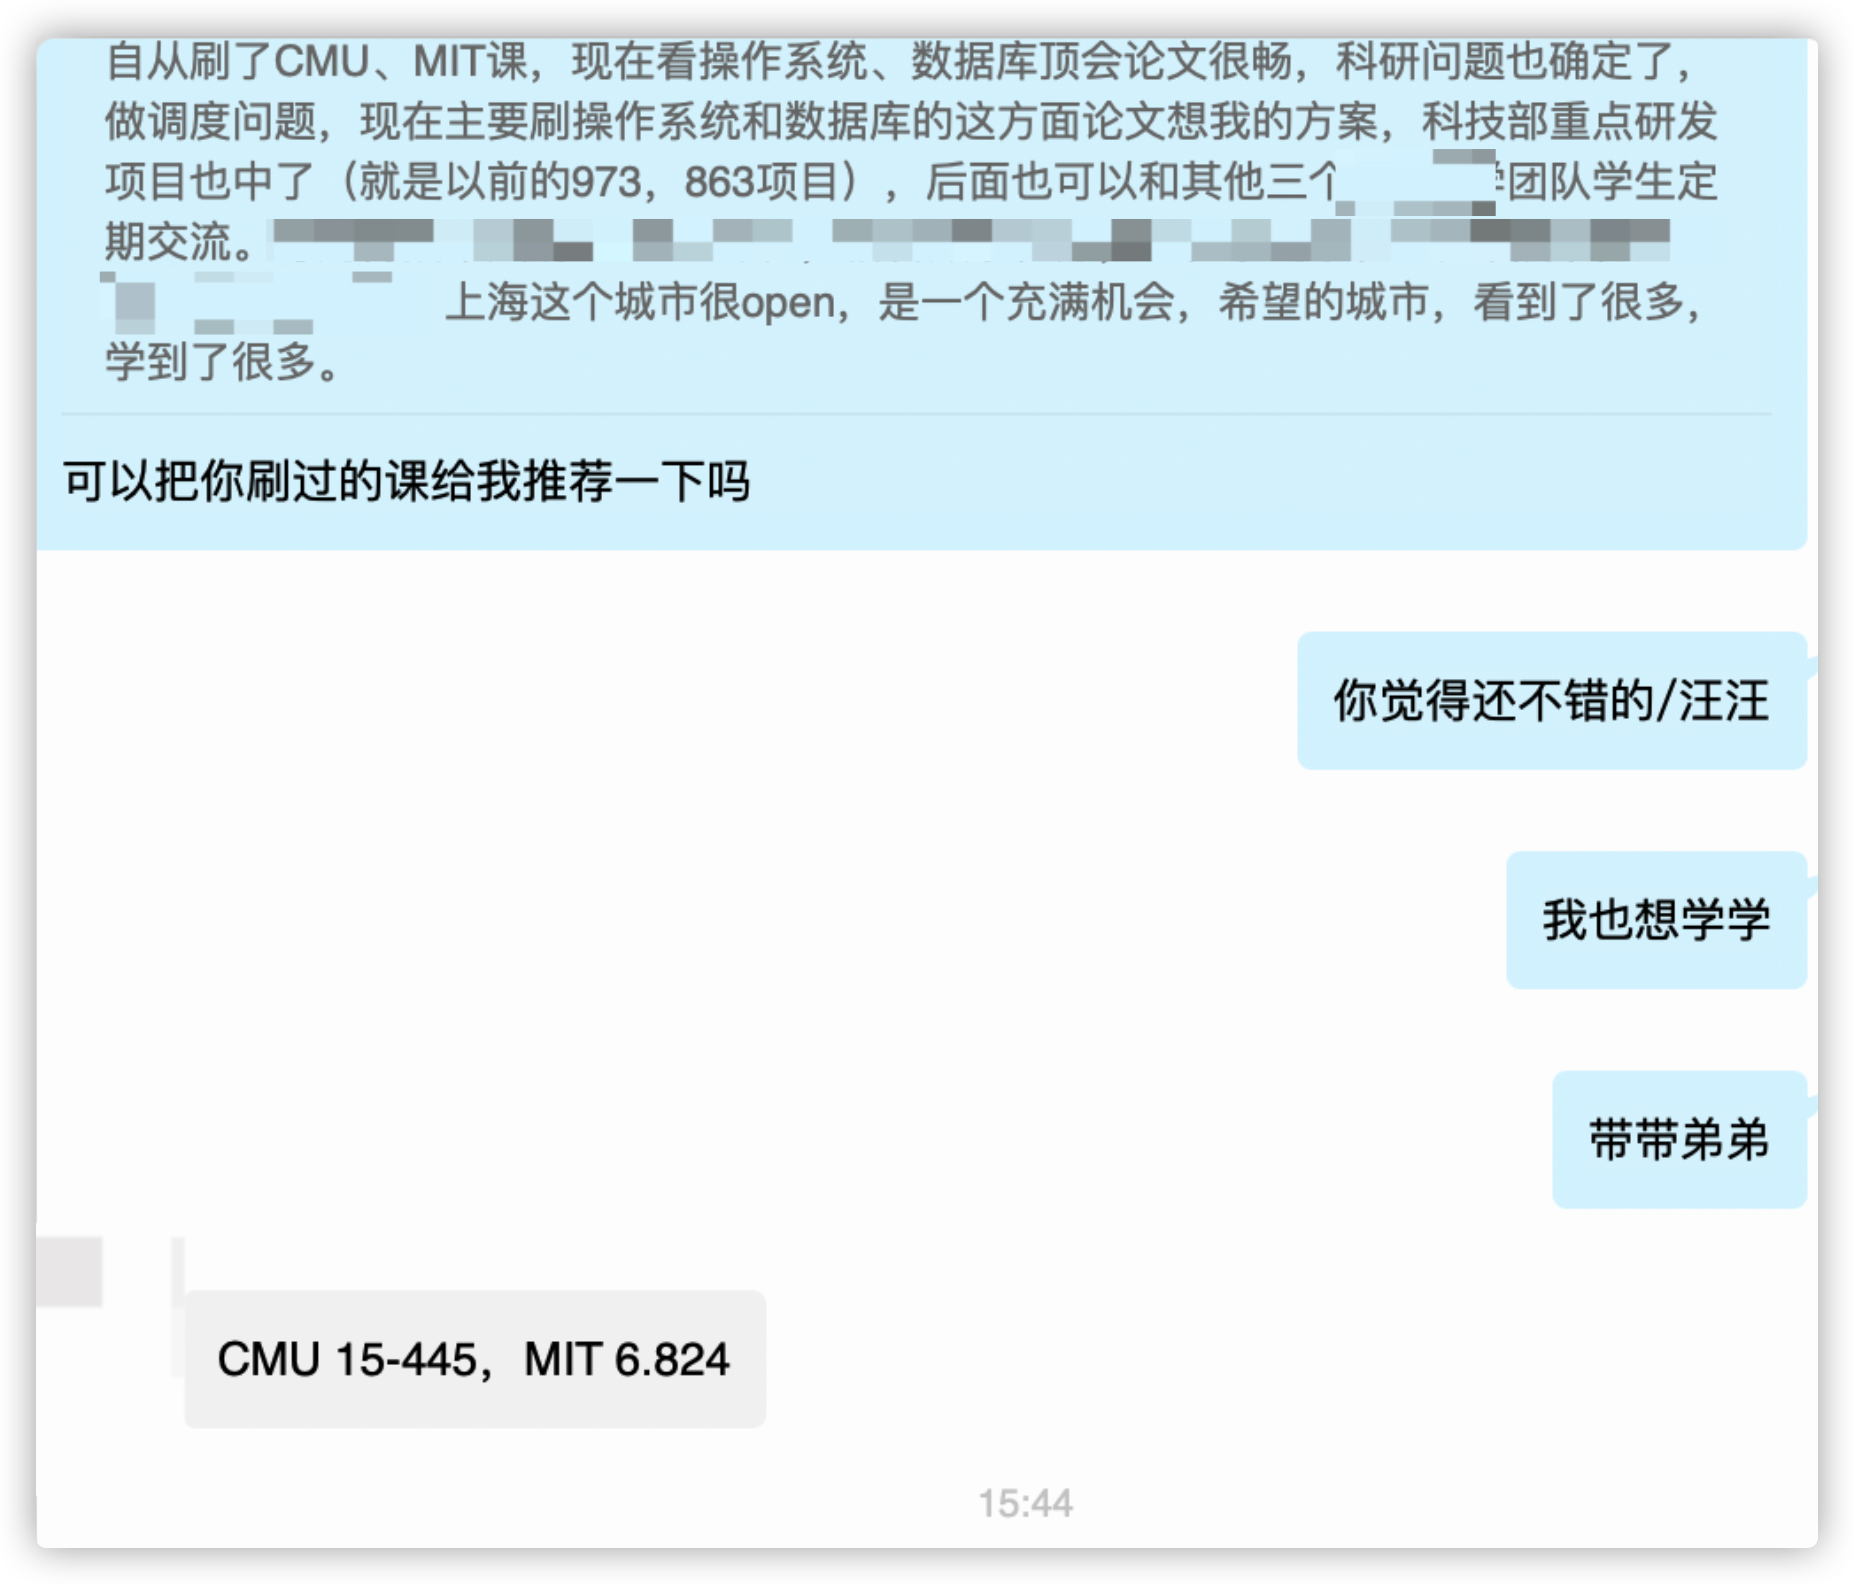 自从刷了CMU、MIT课，现在看操作系统、数据库顶会论文很畅，科研问题也确定了，
做调度问题，现在主要刷操作系统和数据库的这方面论文想我的方案，科技部重点研发
项目也中了（就是以前的973，863项目），后面也可以和其他三个团队学生定
期交流。
上海这个城市很open，是一个充满机会，希望的城市，看到了很多，
学到了很多。
可以把你刷过的课给我推荐一下吗
你觉得还不错的/汪汪
我也想学学
带带弟弟
CMU 15-445，MIT 6.824
15:44